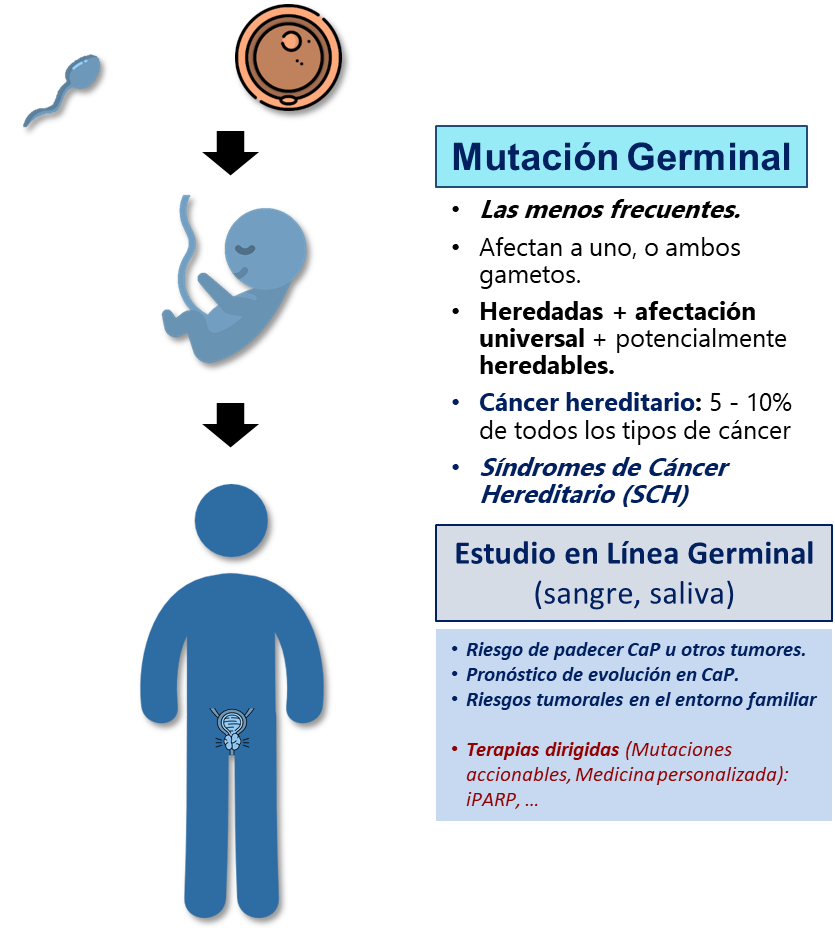 Mutación Germinal
• Las menos frecuentes.
• Afectan a uno, o ambos
gametos.
• Heredadas + afectación
universal + potencialmente
heredables.
• Cáncer hereditario: 5 - 10%
de todos los tipos de cáncer
• Síndromes de Cáncer
Hereditario (SCH)
Estudio en Línea Germinal
(sangre, saliva)
• Riesgo de padecer CaP u otros tumores.
• Pronóstico de evolución en CaP.
• Riesgos tumorales en el entorno familiar
• Terapias dirigidas (Mutaciones
accionables, Medicina personalizada):
iPARP, ...